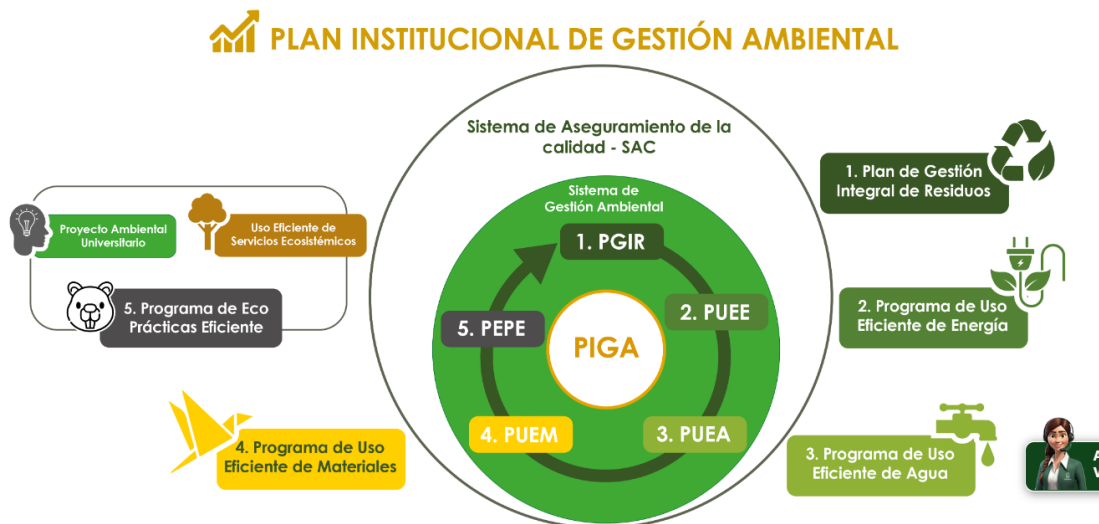 PLAN INSTITUCIONAL DE GESTIÓN AMBIENTAL
Sistema de Aseguramiento de la
calidad - SAC
Sistema de
Gestión Ambiental
1. PGIR
2. PUEE
3. PUEA
4. PUEM
5. PEPE
PIGA
1. Plan de Gestión
Integral de Residuos
2. Programa de Uso
Eficiente de Energía
3. Programa de Uso
Eficiente de Agua
4. Programa de Uso
Eficiente de Materiales
5. Programa de Eco
Prácticas Eficiente
Proyecto Ambiental
Universitario
Uso Eficiente de
Servicios Ecosistémicos